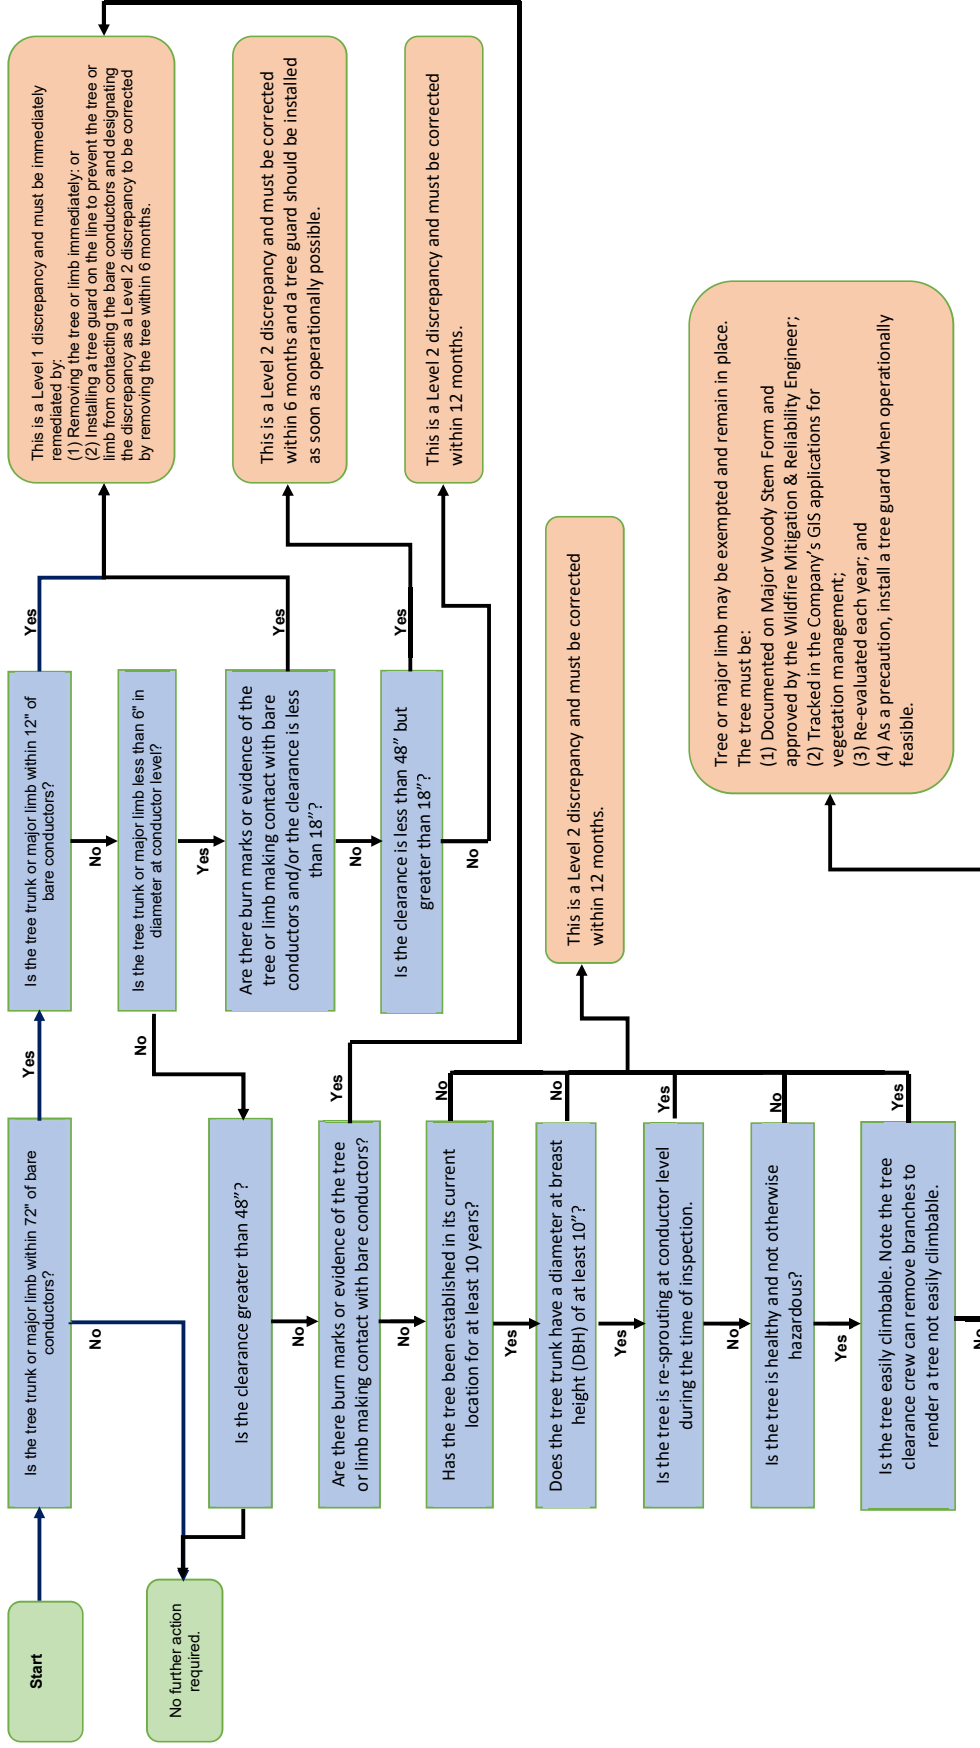 Start
Is the tree trunk or major limb within 72" of bare
conductors?
Yes
No
No further action
required.
Is the tree trunk or major limb within 12" of
bare conductors?
Yes
No
This is a Level 1 discrepancy and must be immediately
remediated by:
(1) Removing the tree or limb immediately: or
(2) Installing a tree guard on the line to prevent the tree or
limb from contacting the bare conductors and designating
the discrepancy as a Level 2 discrepancy to be corrected
by removing the tree within 6 months.
Is the tree trunk or major limb less than 6" in
diameter at conductor level?
No
Yes
Are there burn marks or evidence of the
tree or limb making contact with bare
conductors and/or the clearance is less
than 18”?
Yes
No
This is a Level 2 discrepancy and must be corrected
within 6 months and a tree guard should be installed
as soon as operationally possible.
Is the clearance is less than 48” but
greater than 18”?
Yes
No
This is a Level 2 discrepancy and must be corrected
within 12 months.
Is the clearance greater than 48”?
No
Are there burn marks or evidence of the tree
or limb making contact with bare conductors?
Yes
No
Has the tree been established in its current
location for at least 10 years?
No
Yes
Does the tree trunk have a diameter at breast
height (DBH) of at least 10”?
No
Yes
Is the tree is re-sprouting at conductor level
during the time of inspection.
Yes
No
Is the tree is healthy and not otherwise
hazardous?
No
Yes
Is the tree easily climbable. Note the tree
clearance crew can remove branches to
render a tree not easily climbable.
Yes
No
This is a Level 2 discrepancy and must be corrected
within 12 months.
Tree or major limb may be exempted and remain in place.
The tree must be:
(1) Documented on Major Woody Stem Form and
approved by the Wildfire Mitigation & Reliability Engineer;
(2) Tracked in the Company’s GIS applications for
vegetation management;
(3) Re-evaluated each year; and
(4) As a precaution, install a tree guard when operationally
feasible.